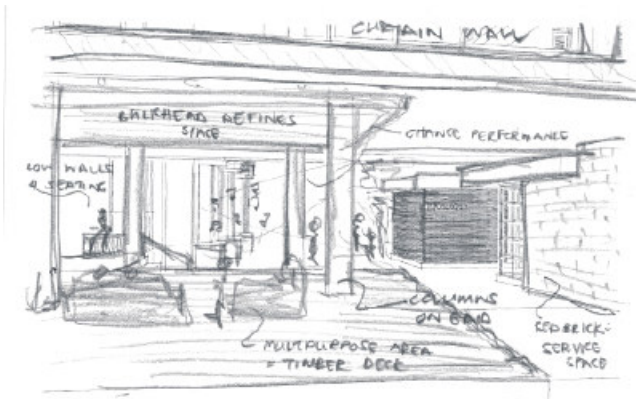 CURTAIN WALL
BULKHEAD DEFINES
SPACE
CHANCE PERFORMANCE
LOW WALLS
& SEATING
COLUMNS
ON GRID
MULTIPURPOSE AREA
= TIMBER DECK
RED BRICK =
SERVICE
SPACE